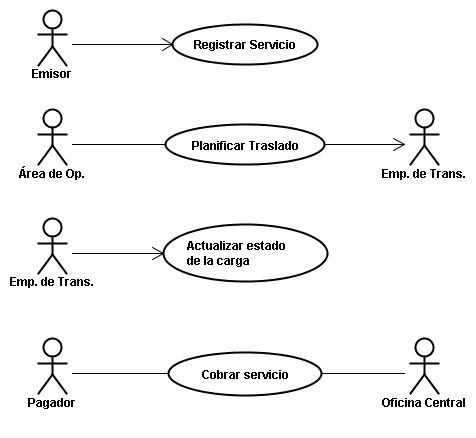 Registrar Servicio
Emisor
Planificar Traslado
Área de Op.
Emp. de Trans.
Actualizar estado
de la carga
Emp. de Trans.
Cobrar servicio
Pagador
Oficina Central